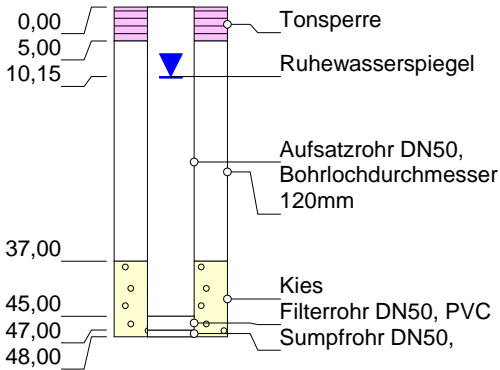 0,00
5,00
10,15
37,00
45,00
47,00
48,00
Tonsperre
Ruhewasserspiegel
Aufsatzrohr DN50,
Bohrlochdurchmesser
120mm
Kies
Filterrohr DN50, PVC
Sumpfrohr DN50,